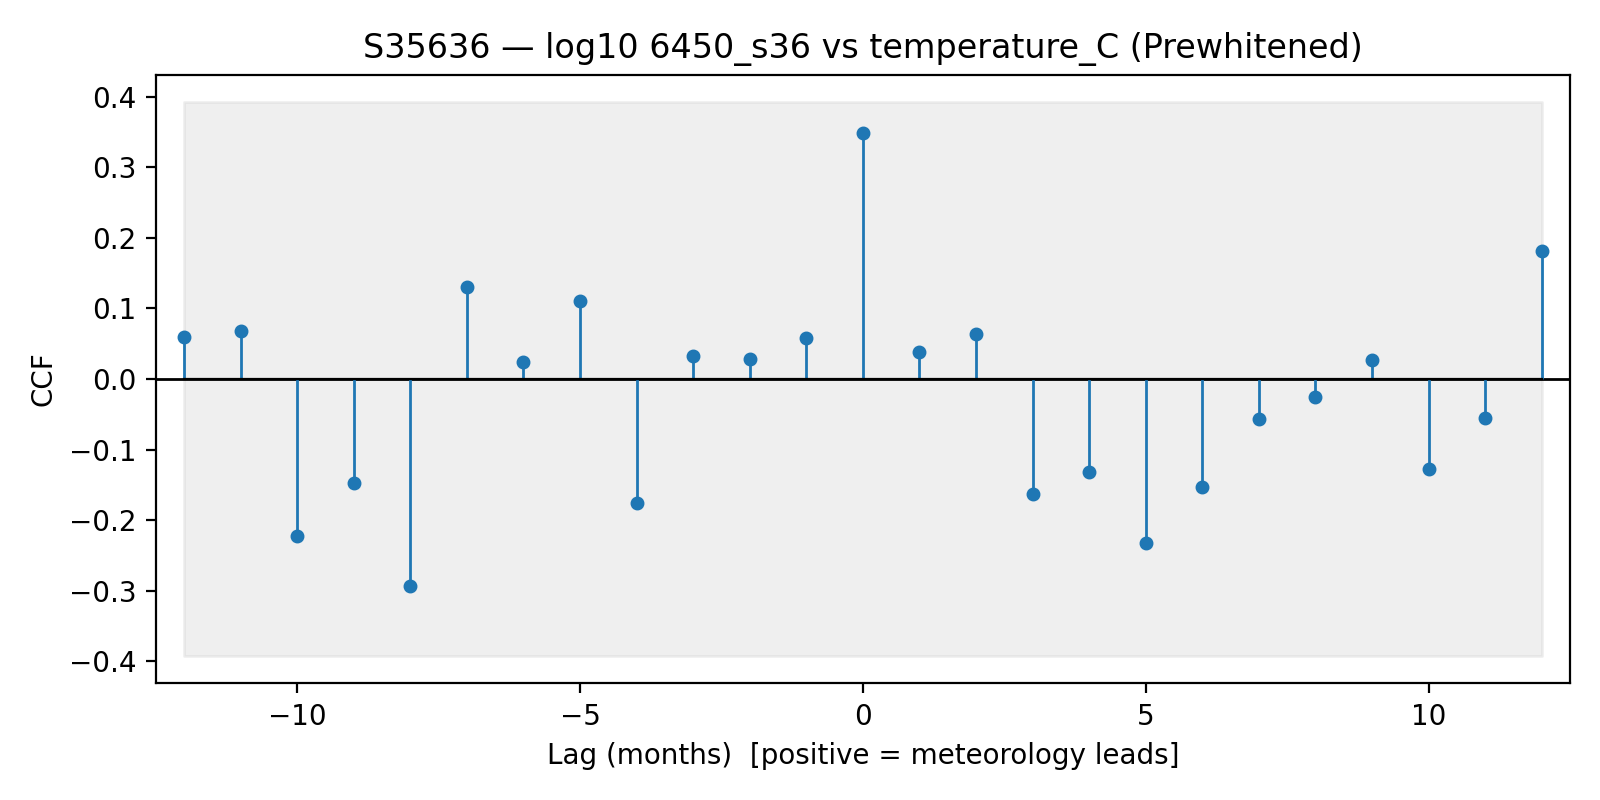 S35636 — log10 6450_s36 vs temperature_C (Prewhitened)
0.4
0.3
0.2
0.1
0.0
−0.1
−0.2
−0.3
−0.4
CCF
−10 −5 0 5 10
Lag (months)  [positive = meteorology leads]